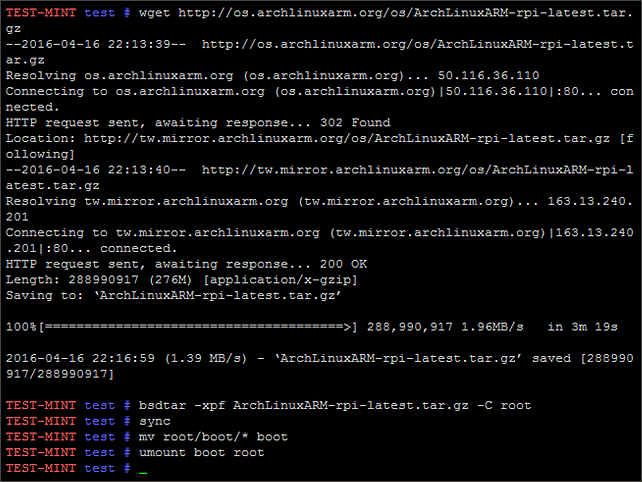 TEST-MINT test # wget http://os.archlinuxarm.org/os/ArchLinuxARM-rpi-latest.tar.
gz
--2016-04-16 22:13:39--  http://os.archlinuxarm.org/os/ArchLinuxARM-rpi-latest.t
ar.gz
Resolving os.archlinuxarm.org (os.archlinuxarm.org)... 50.116.36.110
Connecting to os.archlinuxarm.org (os.archlinuxarm.org)|50.116.36.110|:80... con
nected.
HTTP request sent, awaiting response... 302 Found
Location: http://tw.mirror.archlinuxarm.org/os/ArchLinuxARM-rpi-latest.tar.gz [f
ollowing]
--2016-04-16 22:13:40--  http://tw.mirror.archlinuxarm.org/os/ArchLinuxARM-rpi-l
atest.tar.gz
Resolving tw.mirror.archlinuxarm.org (tw.mirror.archlinuxarm.org)... 163.13.240.
201
Connecting to tw.mirror.archlinuxarm.org (tw.mirror.archlinuxarm.org)|163.13.240
.201|:80... connected.
HTTP request sent, awaiting response... 200 OK
Length: 288990917 (276M) [application/x-gzip]
Saving to: ‘ArchLinuxARM-rpi-latest.tar.gz’
100%[======================================>] 288,990,917 1.96MB/s   in 3m 19s
2016-04-16 22:16:59 (1.39 MB/s) - ‘ArchLinuxARM-rpi-latest.tar.gz’ saved [288990
917/288990917]
TEST-MINT test # bsdtar -xpf ArchLinuxARM-rpi-latest.tar.gz -C root
TEST-MINT test # sync
TEST-MINT test # mv root/boot/* boot
TEST-MINT test # umount boot root
TEST-MINT test # _